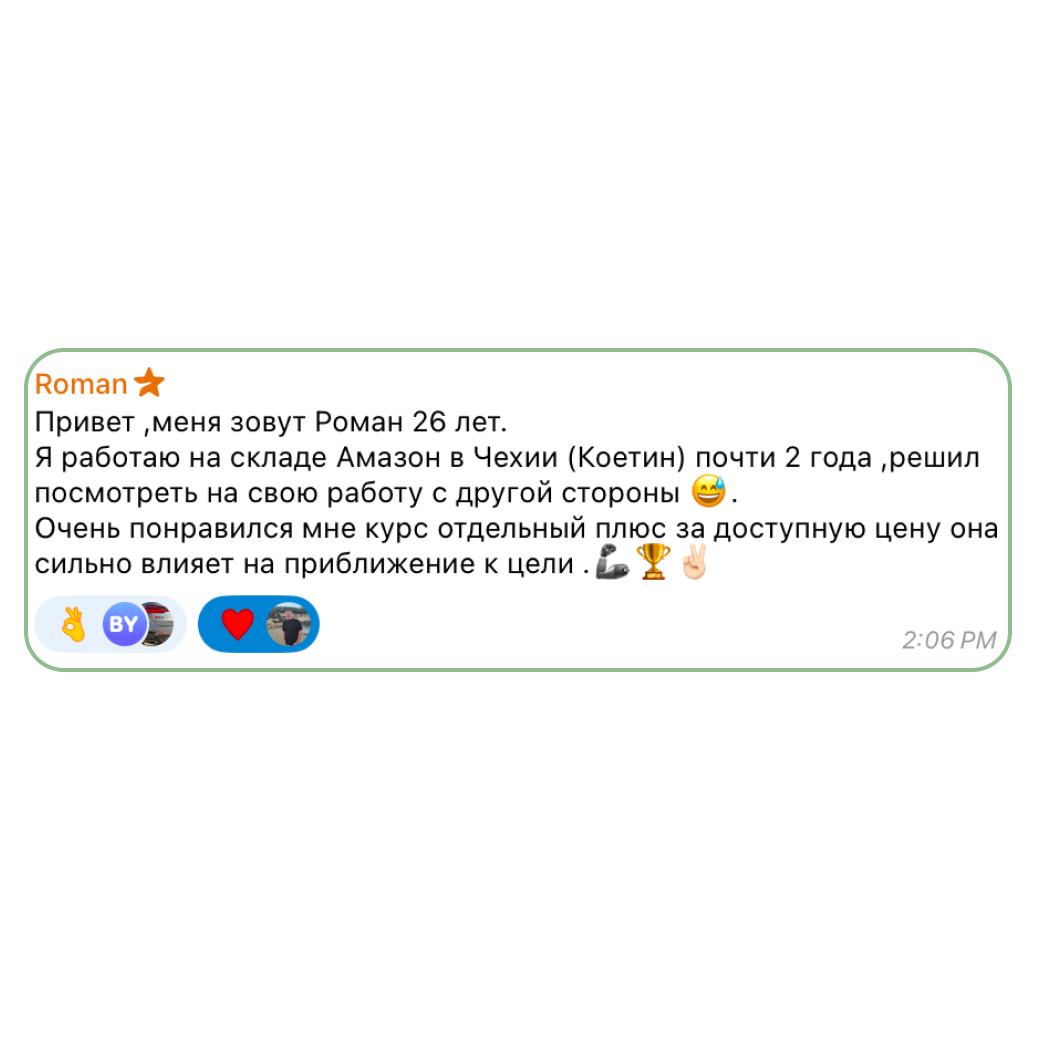 Roman
Привет ,меня зовут Роман 26 лет.
Я работаю на складе Амазон в Чехии (Коетин) почти 2 года ,решил
посмотреть на свою работу с другой стороны 😅.
Очень понравился мне курс отдельный плюс за доступную цену она
сильно влияет на приближение к цели .🦾🏆✌🏻
BY
2:06 PM